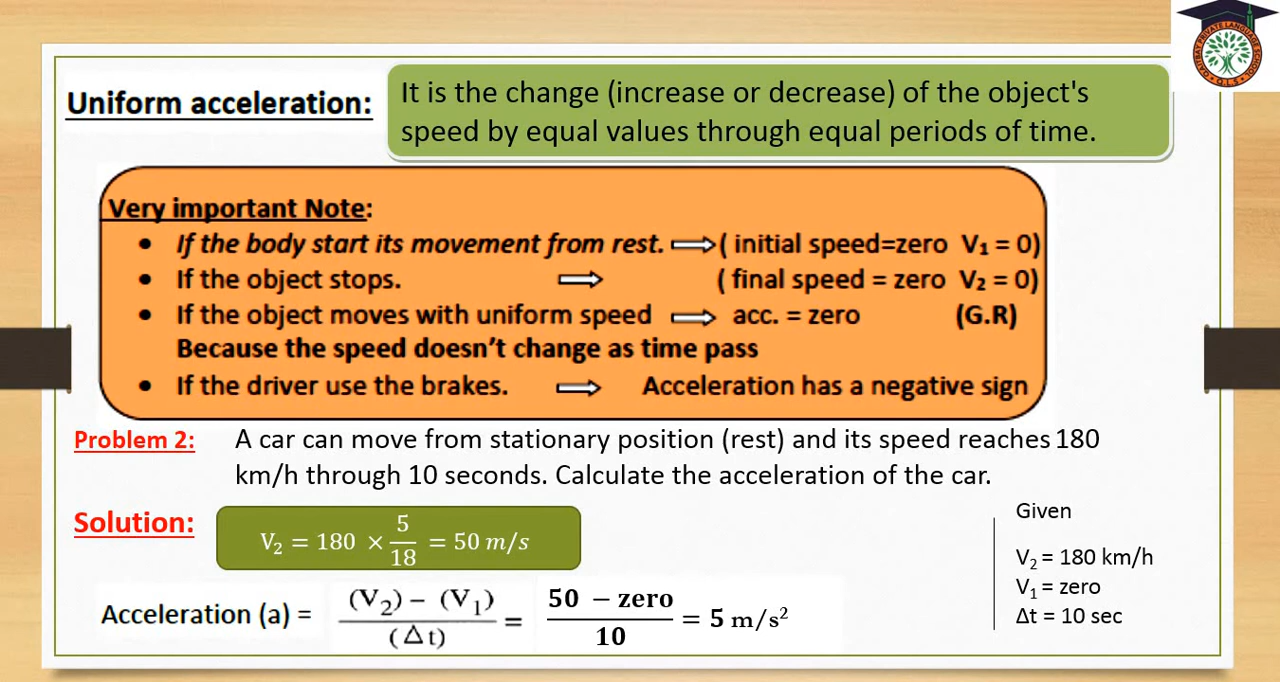 QAITBAY PRIVATE LANGUAGE SCHOOL
Q.L.S
Uniform acceleration:
It is the change (increase or decrease) of the object's
speed by equal values through equal periods of time.
Very important Note:
• If the body start its movement from rest. ⇨ ( initial speed=zero V₁ = 0)
• If the object stops. ⇨ ( final speed = zero V₂ = 0)
• If the object moves with uniform speed ⇨ acc. = zero (G.R)
Because the speed doesn't change as time pass
• If the driver use the brakes. ⇨ Acceleration has a negative sign
Problem 2: A car can move from stationary position (rest) and its speed reaches 180
km/h through 10 seconds. Calculate the acceleration of the car.
Solution:
V₂ = 180 × 5/18 = 50 m/s
Acceleration (a) = (V₂) – (V₁) / (Δt) = 50 – zero / 10 = 5 m/s²
Given
V₂ = 180 km/h
V₁ = zero
Δt = 10 sec